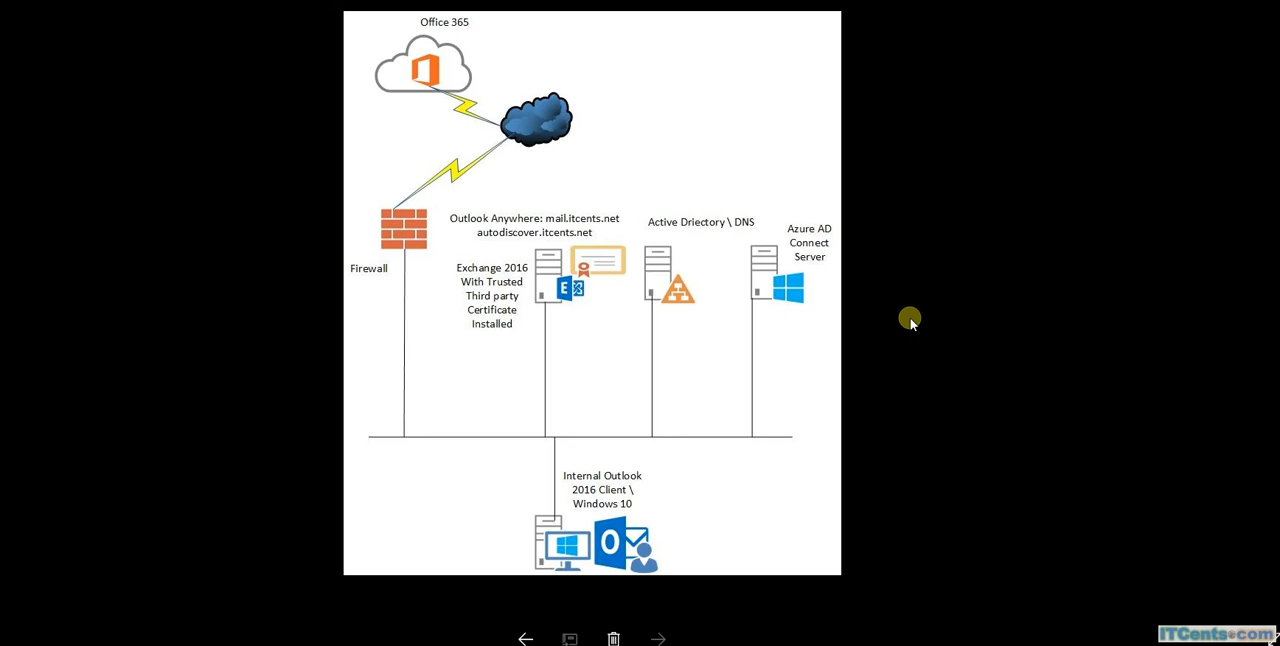 Office 365
Outlook Anywhere: mail.itcents.net
autodiscover.itcents.net
Active Driectory \ DNS
Azure AD
Connect
Server
Firewall
Exchange 2016
With Trusted
Third party
Certificate
Installed
E
Internal Outlook
2016 Client \
Windows 10
O
ITCents.com